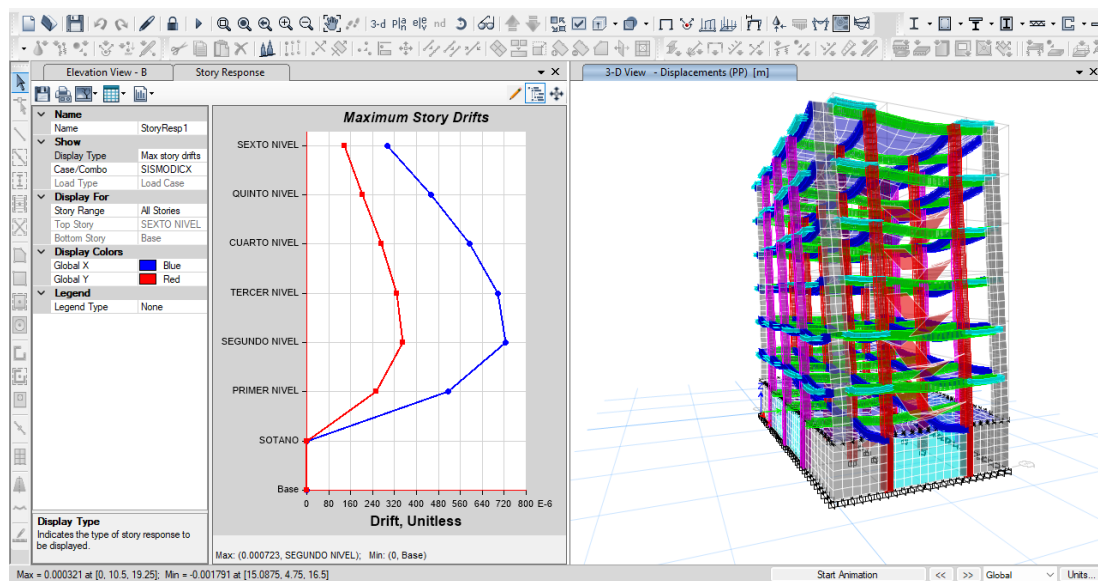 3-d
nd
Elevation View - B
Story Response
3-D View - Displacements (PP) [m]
Name
Name StoryResp1
Show
Display Type Max story drifts
Case/Combo SISMODICX
Load Type Load Case
Display For
Story Range All Stories
Top Story SEXTO NIVEL
Bottom Story Base
Display Colors
Global X Blue
Global Y Red
Legend
Legend Type None
Display Type
Indicates the type of story response to
be displayed.
Maximum Story Drifts
SEXTO NIVEL
QUINTO NIVEL
CUARTO NIVEL
TERCER NIVEL
SEGUNDO NIVEL
PRIMER NIVEL
SOTANO
Base
0 80 160 240 320 400 480 560 640 720 800 E-6
Drift, Unitless
Max: (0.000723, SEGUNDO NIVEL); Min: (0, Base)
Max = 0.000321 at [0, 10.5, 19.25]; Min = -0.001791 at [15.0875, 4.75, 16.5]
Start Animation
<< >>
Global
Units...